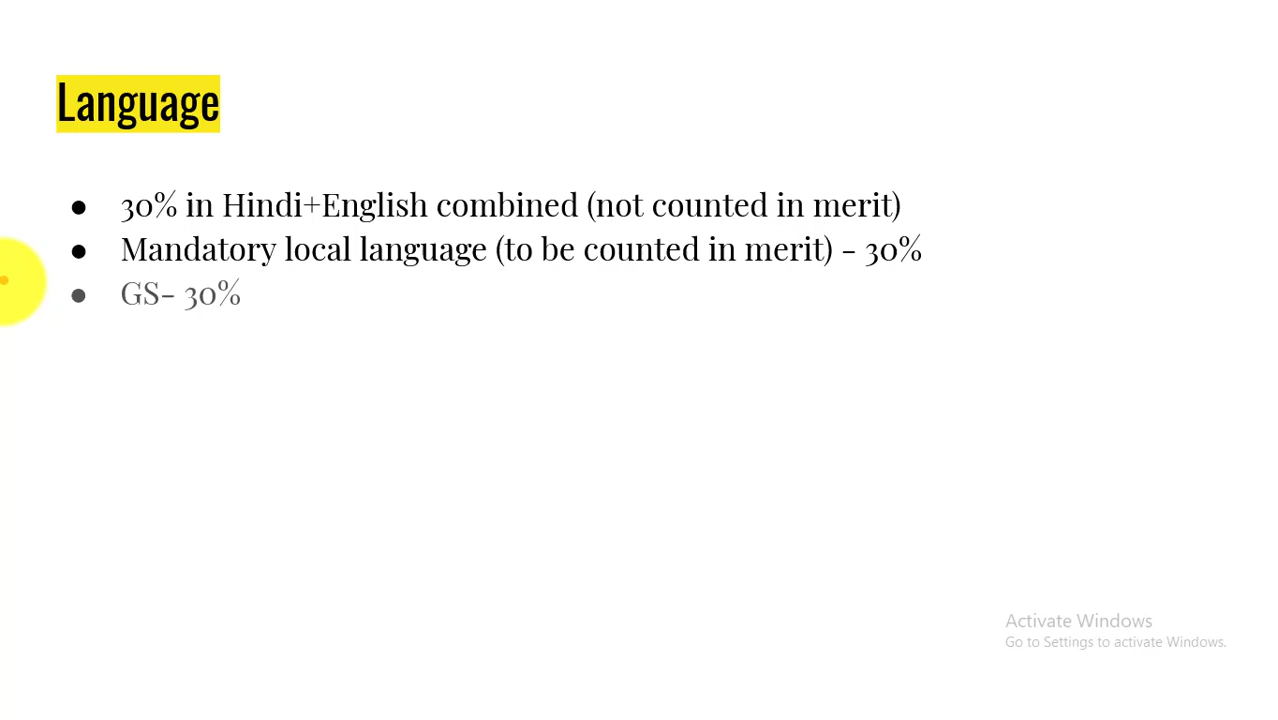 Language
● 30% in Hindi+English combined (not counted in merit)
● Mandatory local language (to be counted in merit) - 30%
● GS- 30%
Activate Windows
Go to Settings to activate Windows.